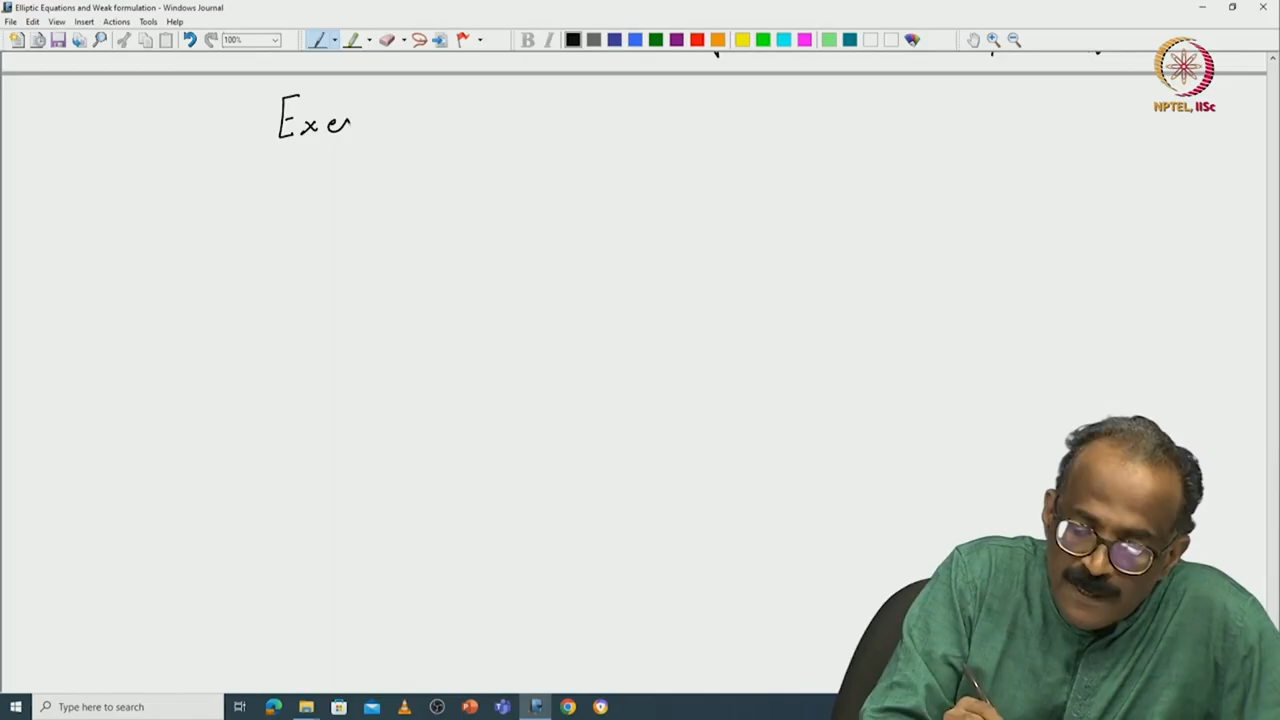 Elliptic Equations and Weak formulation - Windows Journal
File Edit View Insert Actions Tools Help
100%
B I
NPTEL, IISc
Exer
Type here to search